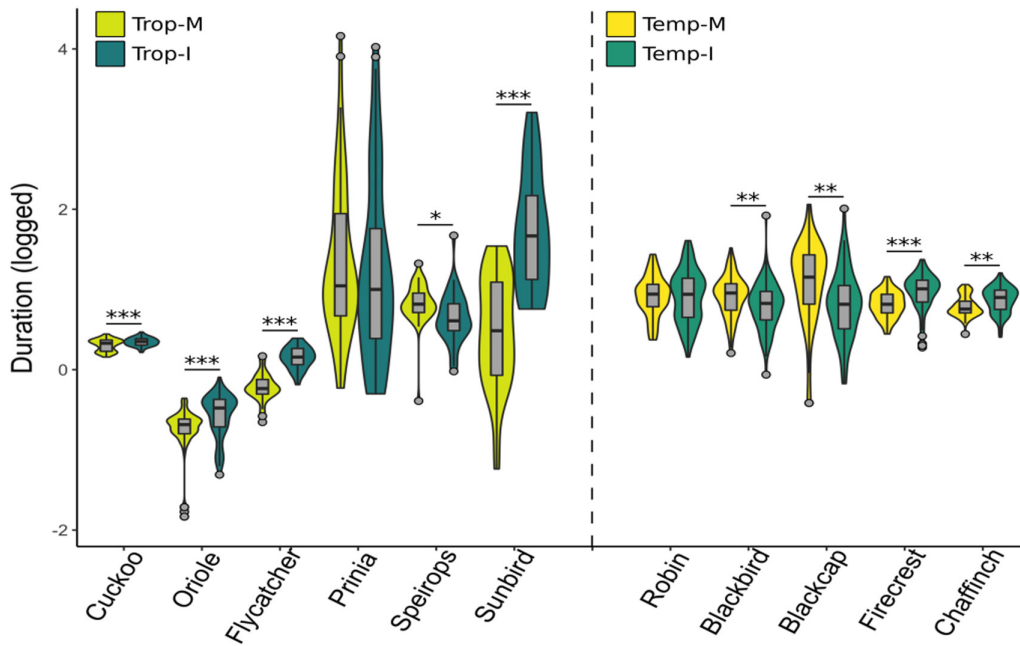 Trop-M
Trop-I
Temp-M
Temp-I
Duration (logged)
4
2
0
-2
***
***
***
*
***
**
**
***
**
Cuckoo
Oriole
Flycatcher
Prinia
Speirops
Sunbird
Robin
Blackbird
Blackcap
Firecrest
Chaffinch